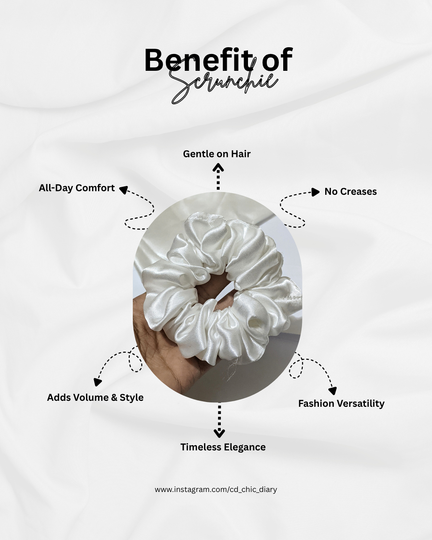 Benefit of
Scrunchie
Gentle on Hair
All-Day Comfort
No Creases
Adds Volume & Style
Fashion Versatility
Timeless Elegance
www.instagram.com/cd_chic_diary